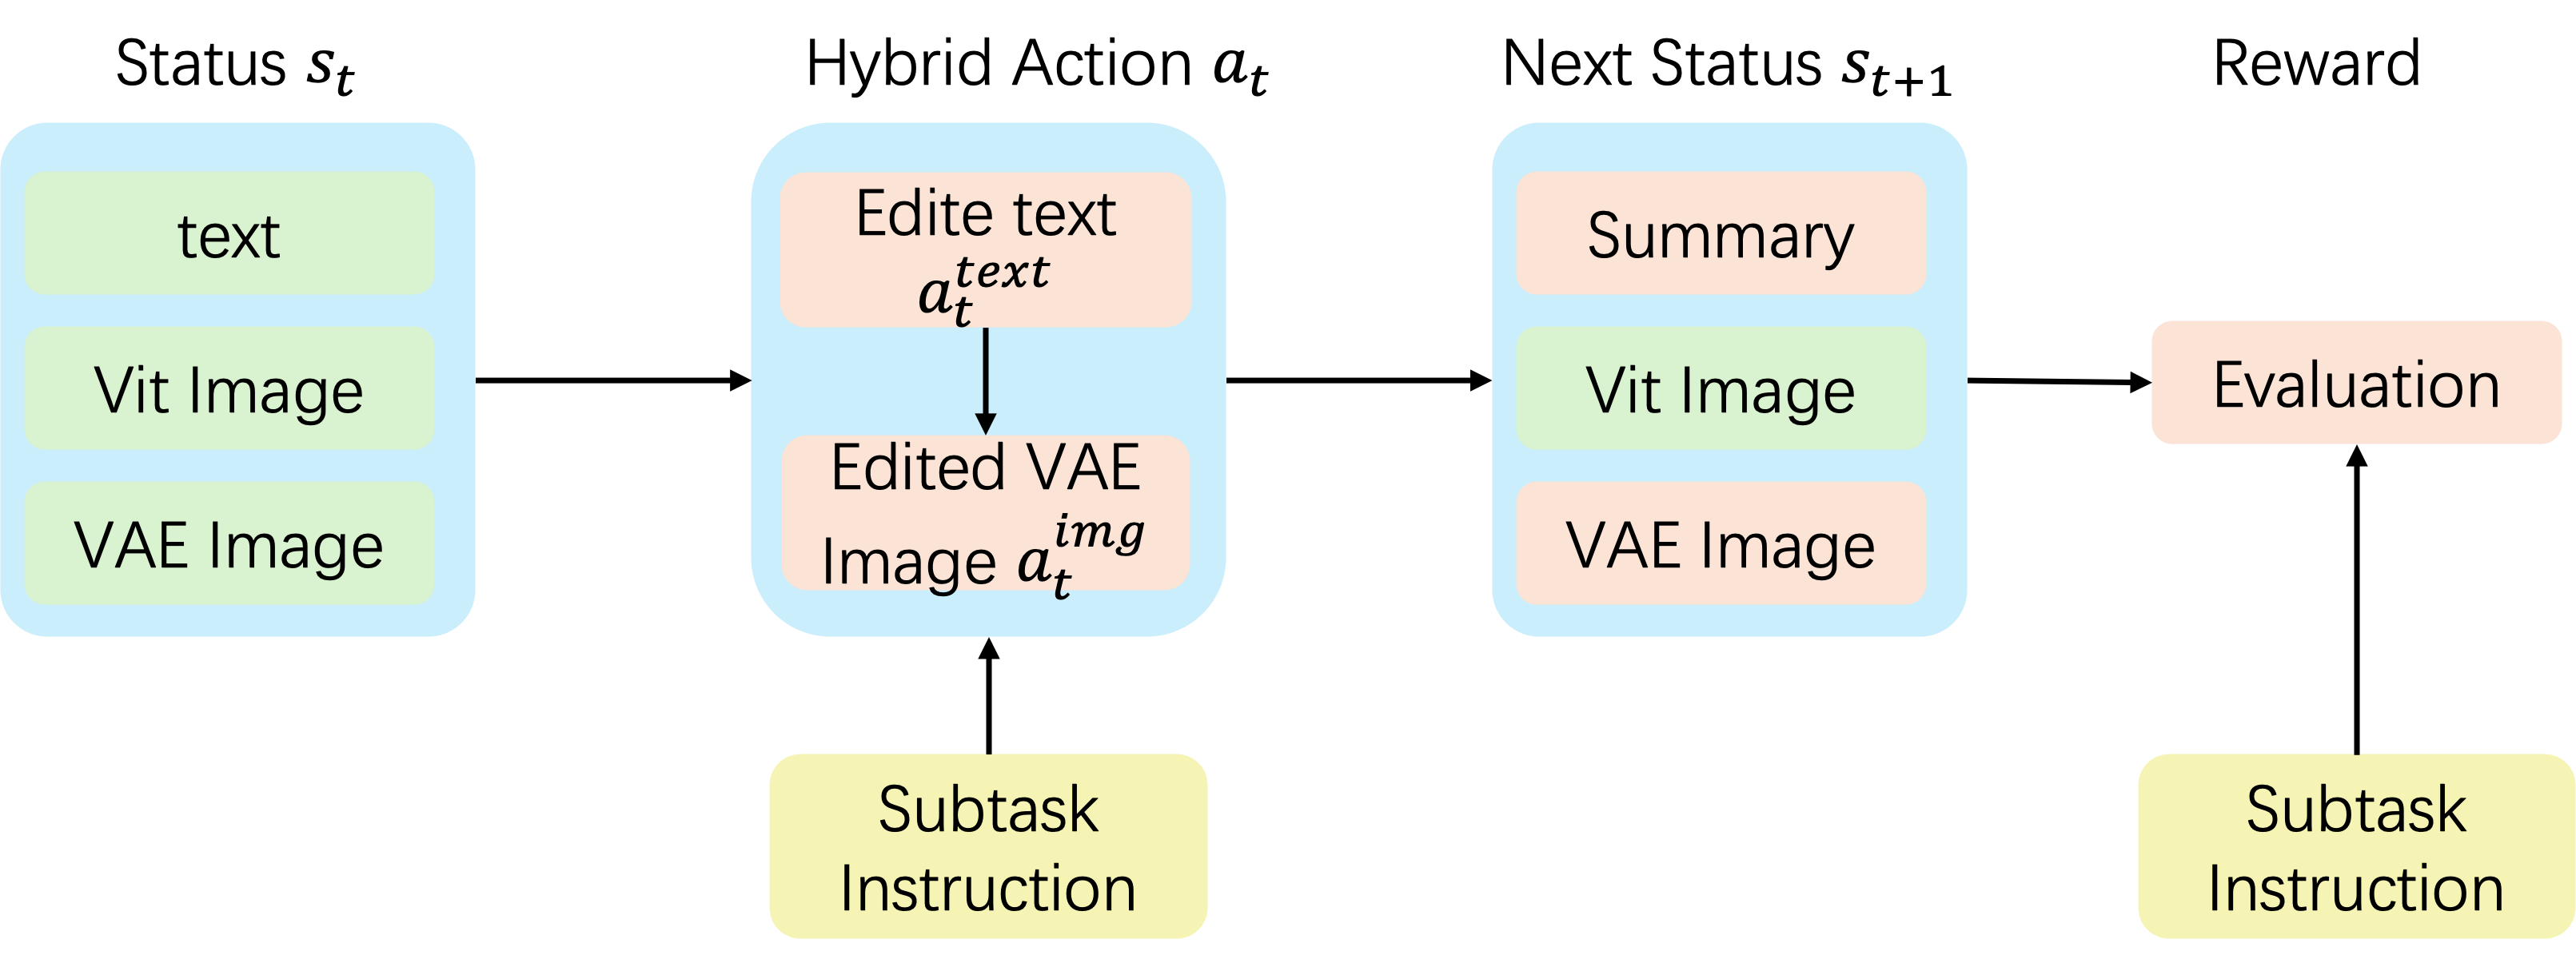 Status s_t
Hybrid Action a_t
Next Status s_{t+1}
Reward
text
Vit Image
VAE Image
Edite text
a_t^{text}
Edited VAE
Image a_t^{img}
Subtask
Instruction
Summary
Vit Image
VAE Image
Evaluation
Subtask
Instruction